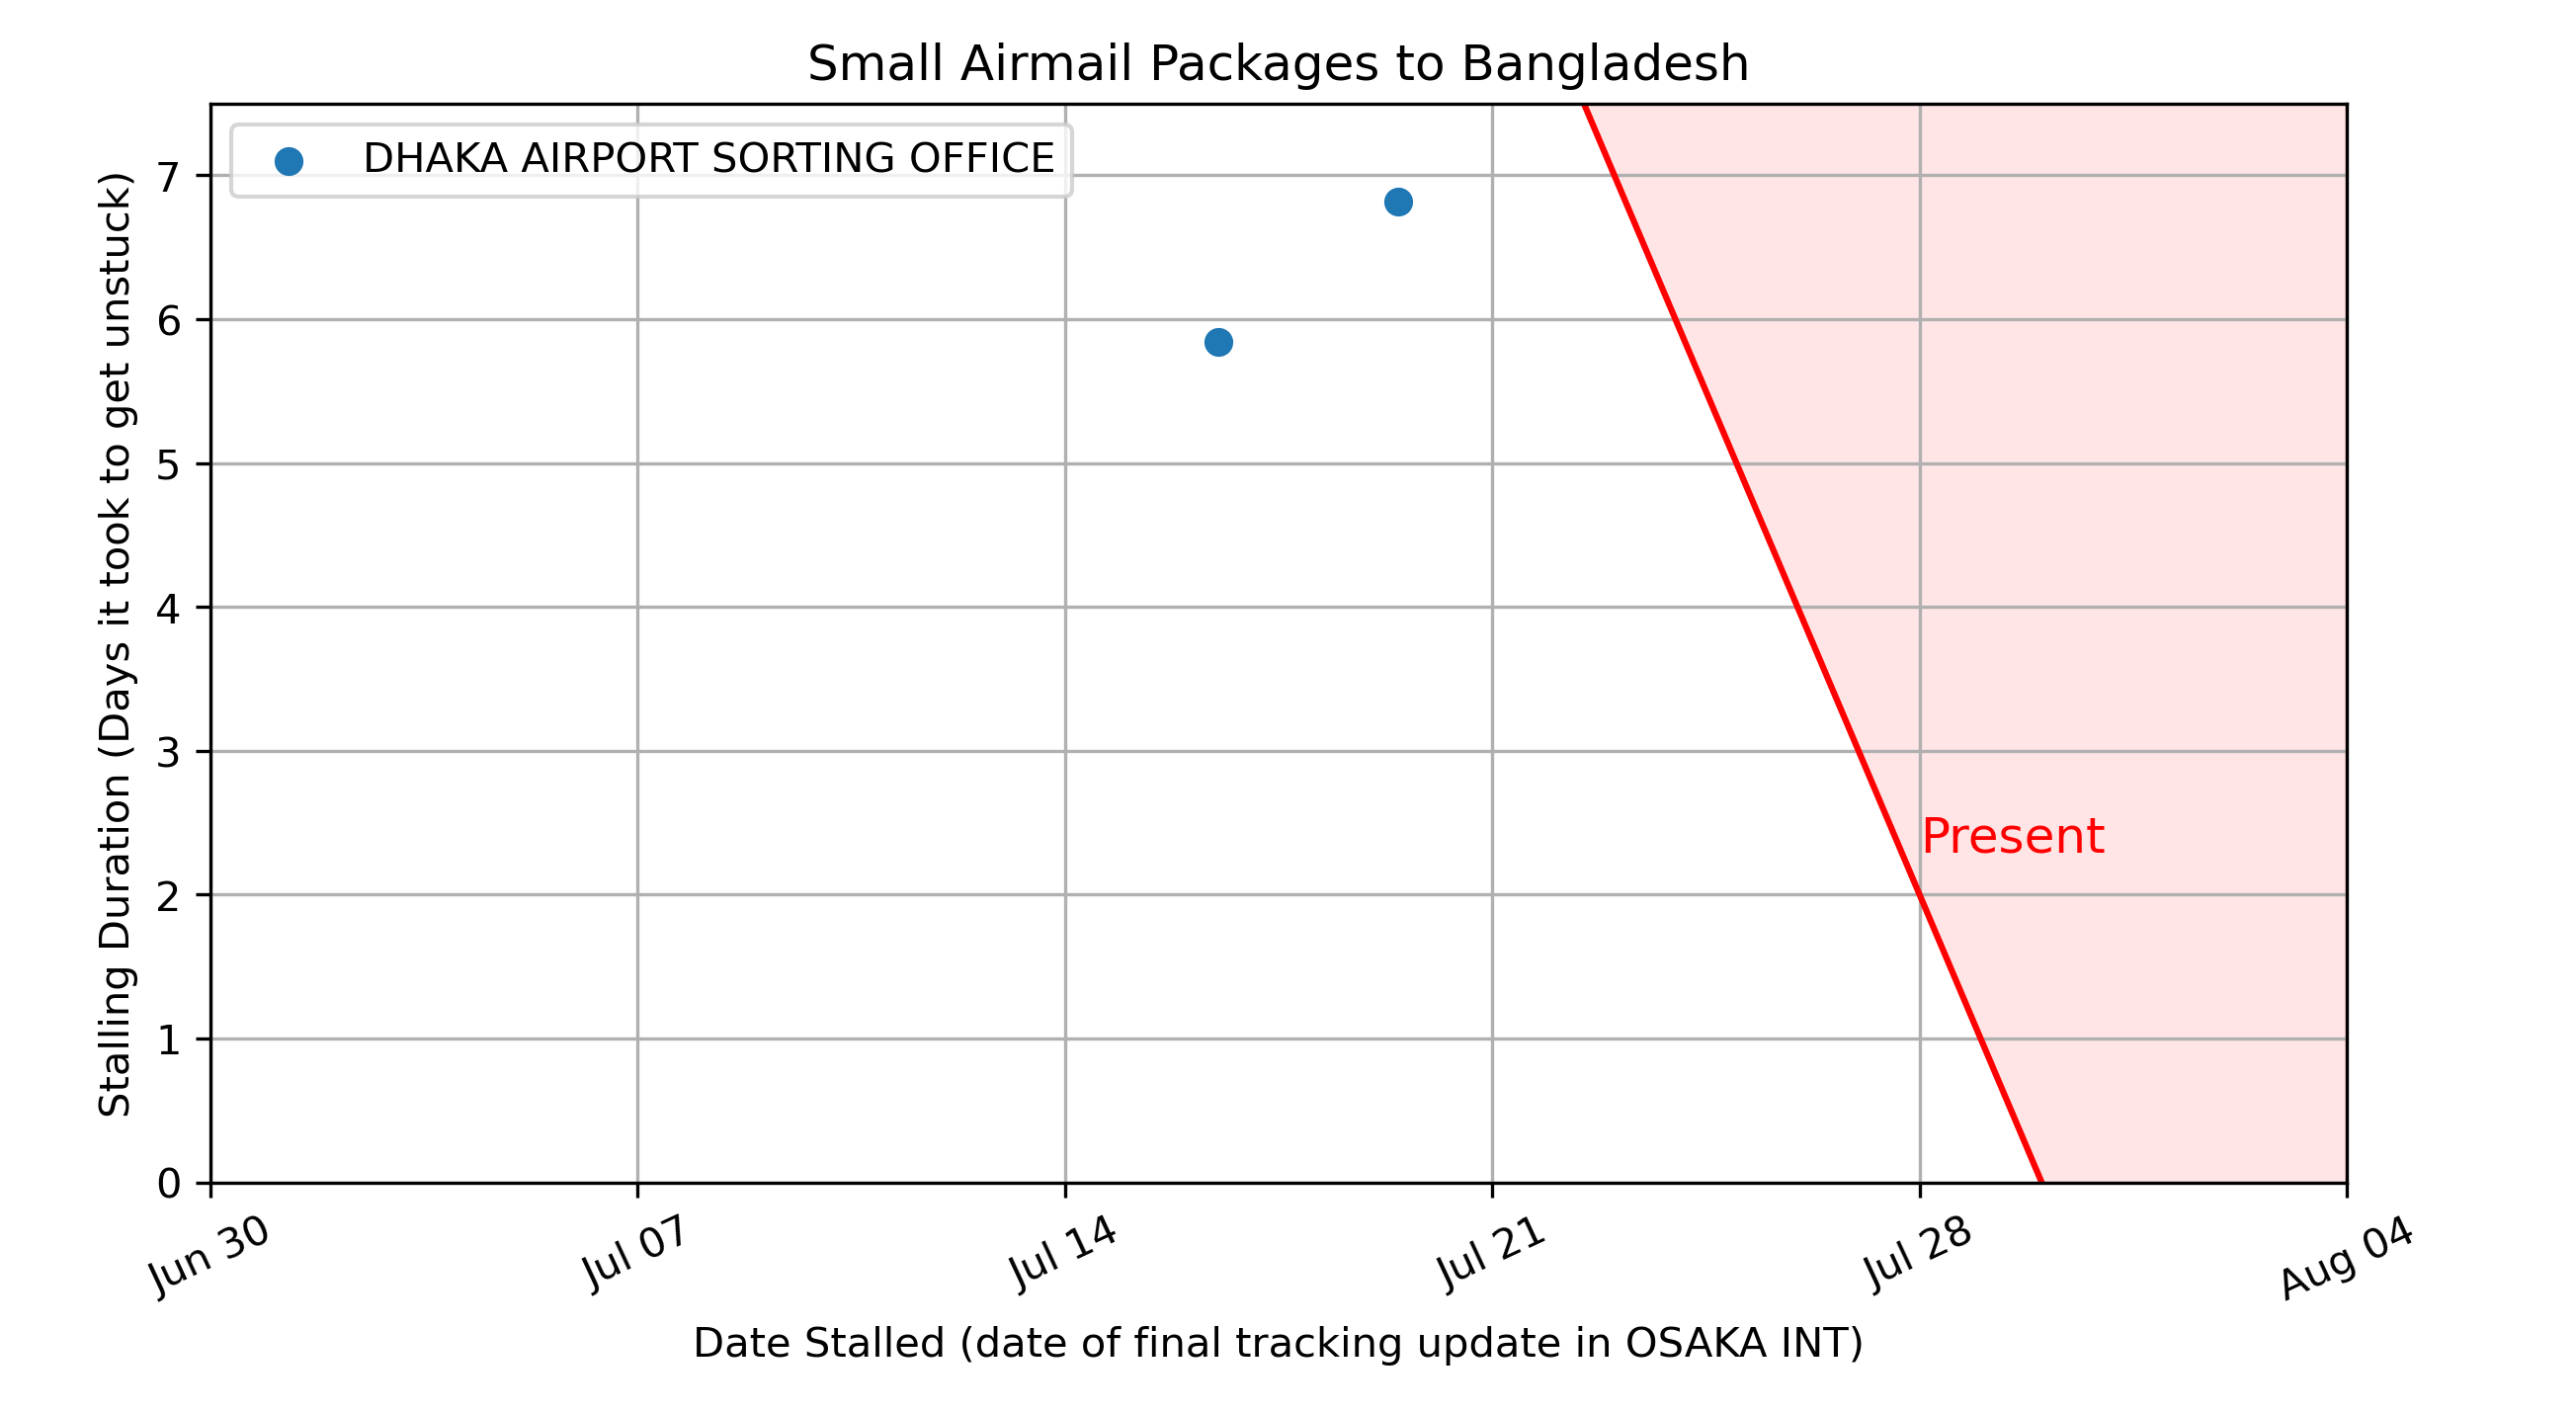 Small Airmail Packages to Bangladesh
DHAKA AIRPORT SORTING OFFICE
Stalling Duration (Days it took to get unstuck)
7
6
5
4
3
2
1
0
Present
Jun 30
Jul 07
Jul 14
Jul 21
Jul 28
Aug 04
Date Stalled (date of final tracking update in OSAKA INT)